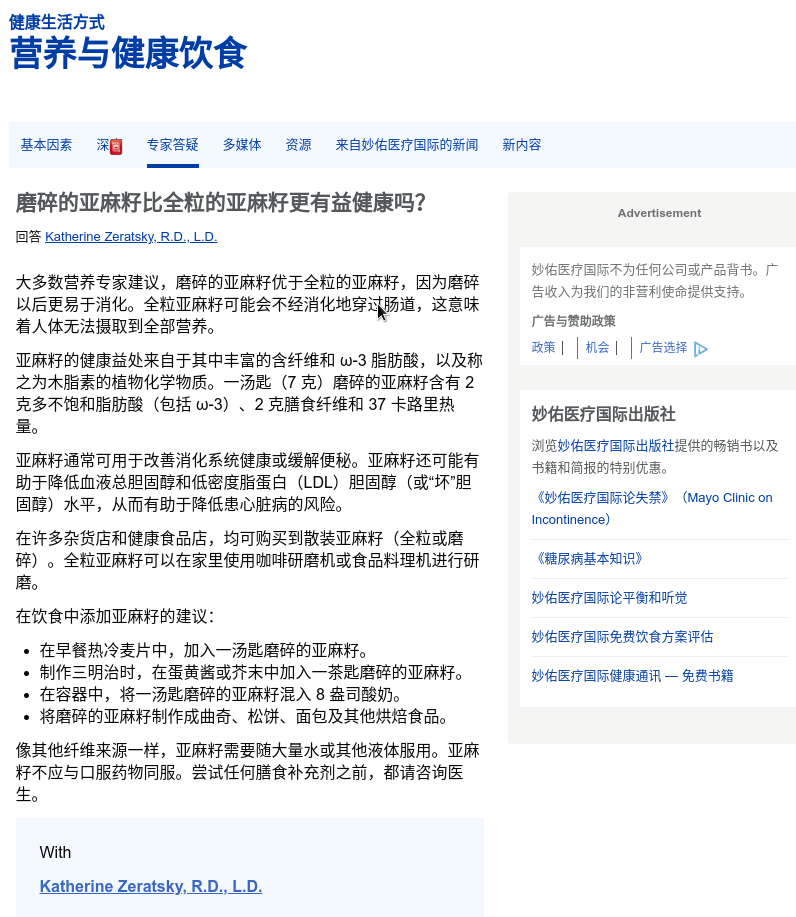 健康生活方式
营养与健康饮食
基本因素 深 专家答疑 多媒体 资源 来自妙佑医疗国际的新闻 新内容
磨碎的亚麻籽比全粒的亚麻籽更有益健康吗?
回答 Katherine Zeratsky, R.D., L.D.
大多数营养专家建议，磨碎的亚麻籽优于全粒的亚麻籽，因为磨碎
以后更易于消化。全粒亚麻籽可能会不经消化地穿过肠道，这意味
着人体无法摄取到全部营养。
亚麻籽的健康益处来自于其中丰富的含纤维和 ω-3 脂肪酸，以及称
之为木脂素的植物化学物质。一汤匙（7 克）磨碎的亚麻籽含有 2
克多不饱和脂肪酸（包括 ω-3）、2 克膳食纤维和 37 卡路里热
量。
亚麻籽通常可用于改善消化系统健康或缓解便秘。亚麻籽还可能有
助于降低血液总胆固醇和低密度脂蛋白（LDL）胆固醇（或“坏”胆
固醇）水平，从而有助于降低患心脏病的风险。
在许多杂货店和健康食品店，均可购买到散装亚麻籽（全粒或磨
碎）。全粒亚麻籽可以在家里使用咖啡研磨机或食品料理机进行研
磨。
在饮食中添加亚麻籽的建议：
• 在早餐热冷麦片中，加入一汤匙磨碎的亚麻籽。
• 制作三明治时，在蛋黄酱或芥末中加入一茶匙磨碎的亚麻籽。
• 在容器中，将一汤匙磨碎的亚麻籽混入 8 盎司酸奶。
• 将磨碎的亚麻籽制作成曲奇、松饼、面包及其他烘焙食品。
像其他纤维来源一样，亚麻籽需要随大量水或其他液体服用。亚麻
籽不应与口服药物同服。尝试任何膳食补充剂之前，都请咨询医
生。
With
Katherine Zeratsky, R.D., L.D.
Advertisement
妙佑医疗国际不为任何公司或产品背书。广
告收入为我们的非营利使命提供支持。
广告与赞助政策
政策 | 机会 | 广告选择
妙佑医疗国际出版社
浏览妙佑医疗国际出版社提供的畅销书以及
书籍和简报的特别优惠。
《妙佑医疗国际论失禁》（Mayo Clinic on
Incontinence）
《糖尿病基本知识》
妙佑医疗国际论平衡和听觉
妙佑医疗国际免费饮食方案评估
妙佑医疗国际健康通讯 — 免费书籍